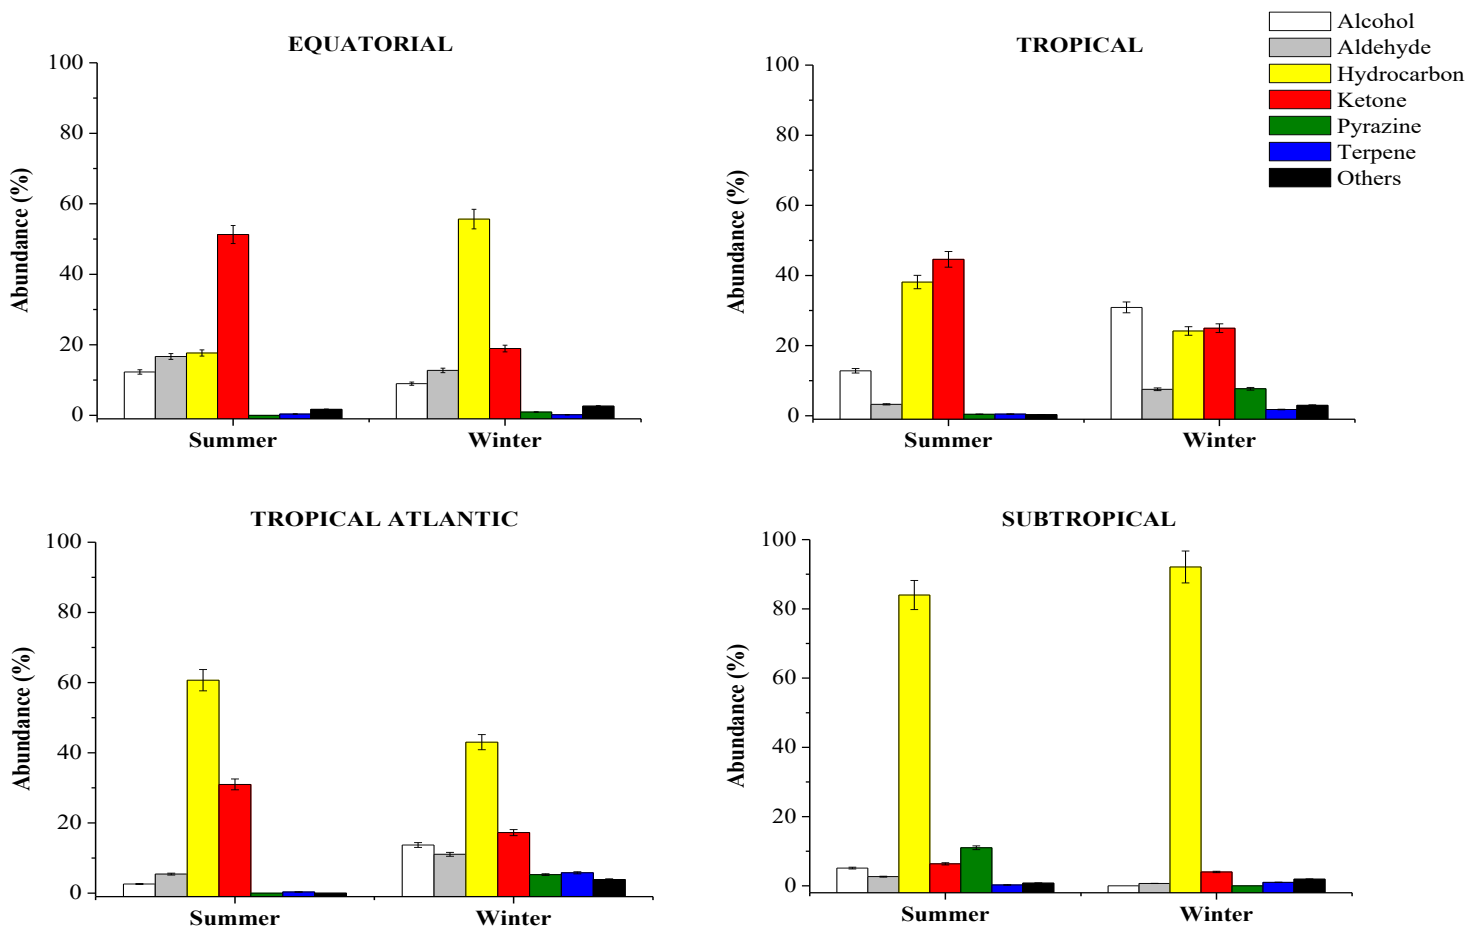 EQUATORIAL
100
80
60
40
20
0
Abundance (%)
Summer
Winter
TROPICAL
100
80
60
40
20
0
Abundance (%)
Summer
Winter
Alcohol
Aldehyde
Hydrocarbon
Ketone
Pyrazine
Terpene
Others
TROPICAL ATLANTIC
100
80
60
40
20
0
Abundance (%)
Summer
Winter
SUBTROPICAL
100
80
60
40
20
0
Abundance (%)
Summer
Winter